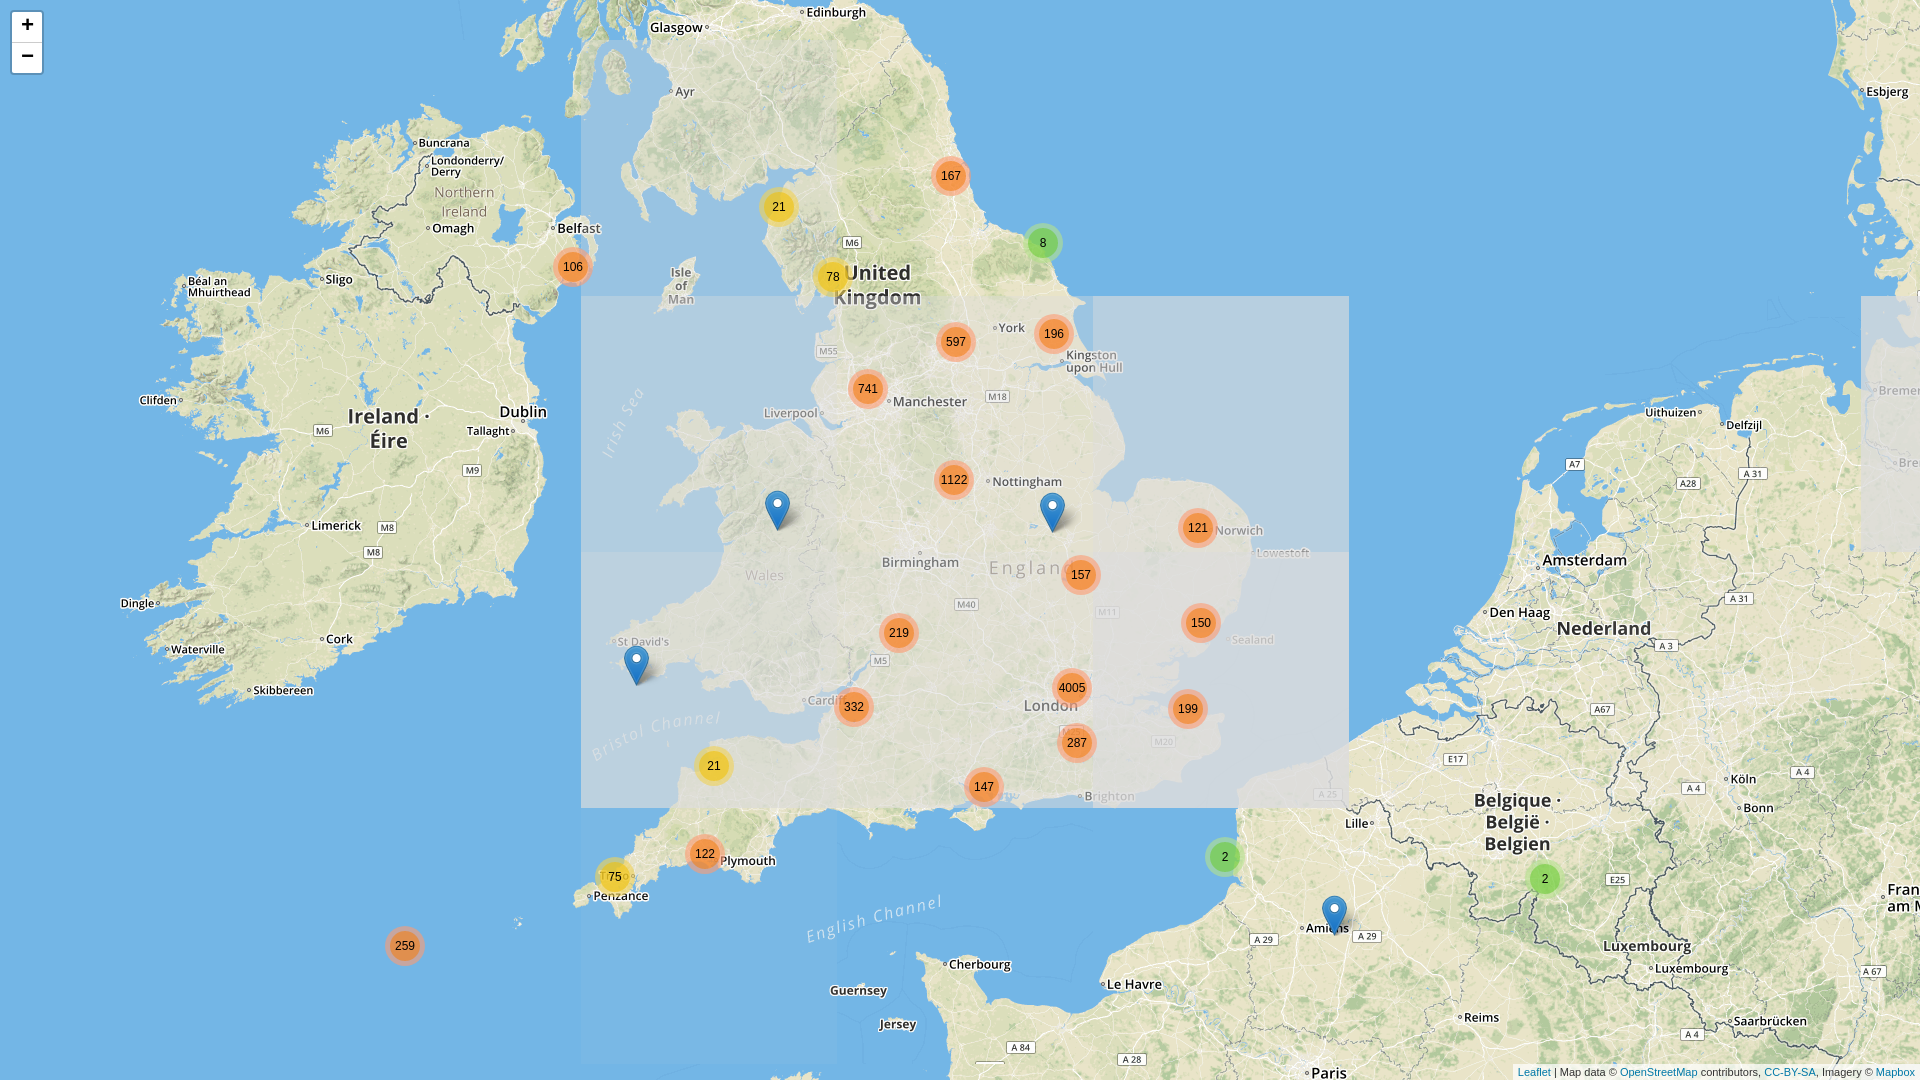 +
−
Edinburgh
Glasgow
Ayr
Esbjerg
Buncrana
Londonderry/
Derry
Northern
Ireland
Omagh
Belfast
167
21
8
M6
106
78
United
Kingdom
Isle
of
Man
Sligo
Béal an
Mhuirthead
York
196
597
M55
Kingston
upon Hull
741
Manchester
M18
Liverpool
Irish Sea
Clifden
Dublin
Tallaght
Ireland ·
Éire
M6
M9
Uithuizen
Delfzijl
A7
A 31
A28
1122
Nottingham
Limerick
M8
M8
121
Norwich
Lowestoft
Birmingham
England
157
Wales
Amsterdam
A 31
Dingle
Cork
Waterville
Skibbereen
M40
M11
150
Sealand
219
M5
St David's
Den Haag
Nederland
A 3
4005
London
199
Cardiff
332
Bristol Channel
287
M20
A67
E17
21
147
Brighton
A 25
Köln
A 4
A 4
Bonn
Lille
Belgique ·
België ·
Belgien
122
Plymouth
75
Penzance
2
2
E25
259
English Channel
Amiens
A 29
A 29
Luxembourg
Luxembourg
A 67
Cherbourg
Le Havre
Guernsey
Jersey
Reims
Saarbrücken
A 84
A 28
A 4
Paris
Leaflet | Map data © OpenStreetMap contributors, CC-BY-SA, Imagery © Mapbox